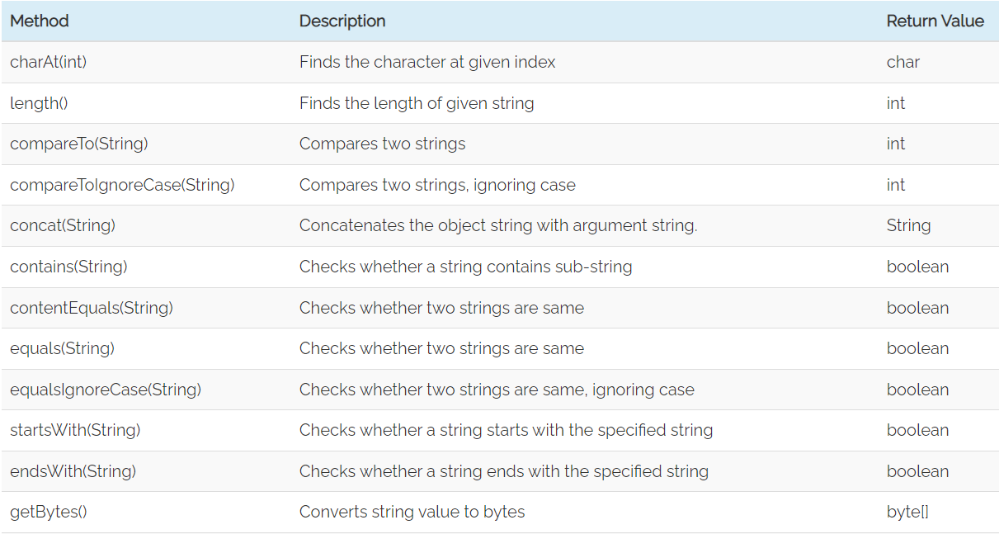 Method Description Return Value
charAt(int) Finds the character at given index char
length() Finds the length of given string int
compareTo(String) Compares two strings int
compareToIgnoreCase(String) Compares two strings, ignoring case int
concat(String) Concatenates the object string with argument string. String
contains(String) Checks whether a string contains sub-string boolean
contentEquals(String) Checks whether two strings are same boolean
equals(String) Checks whether two strings are same boolean
equalsIgnoreCase(String) Checks whether two strings are same, ignoring case boolean
startsWith(String) Checks whether a string starts with the specified string boolean
endsWith(String) Checks whether a string ends with the specified string boolean
getBytes() Converts string value to bytes byte[]